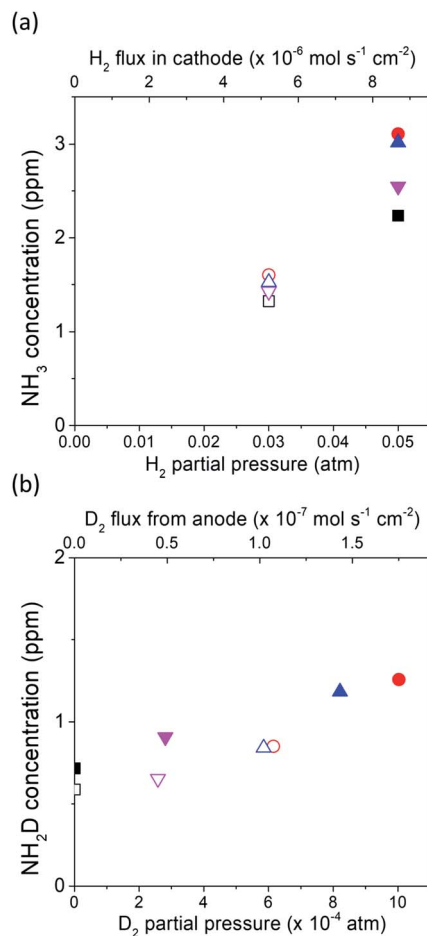 (a)
H₂ flux in cathode (x 10⁻⁶ mol s⁻¹ cm⁻²)
0 2 4 6 8
NH₃ concentration (ppm)
3
2
1
0
0.00 0.01 0.02 0.03 0.04 0.05
H₂ partial pressure (atm)
(b)
D₂ flux from anode (x 10⁻⁷ mol s⁻¹ cm⁻²)
0.0 0.5 1.0 1.5
NH₂D concentration (ppm)
2
1
0
0 2 4 6 8 10
D₂ partial pressure (x 10⁻⁴ atm)